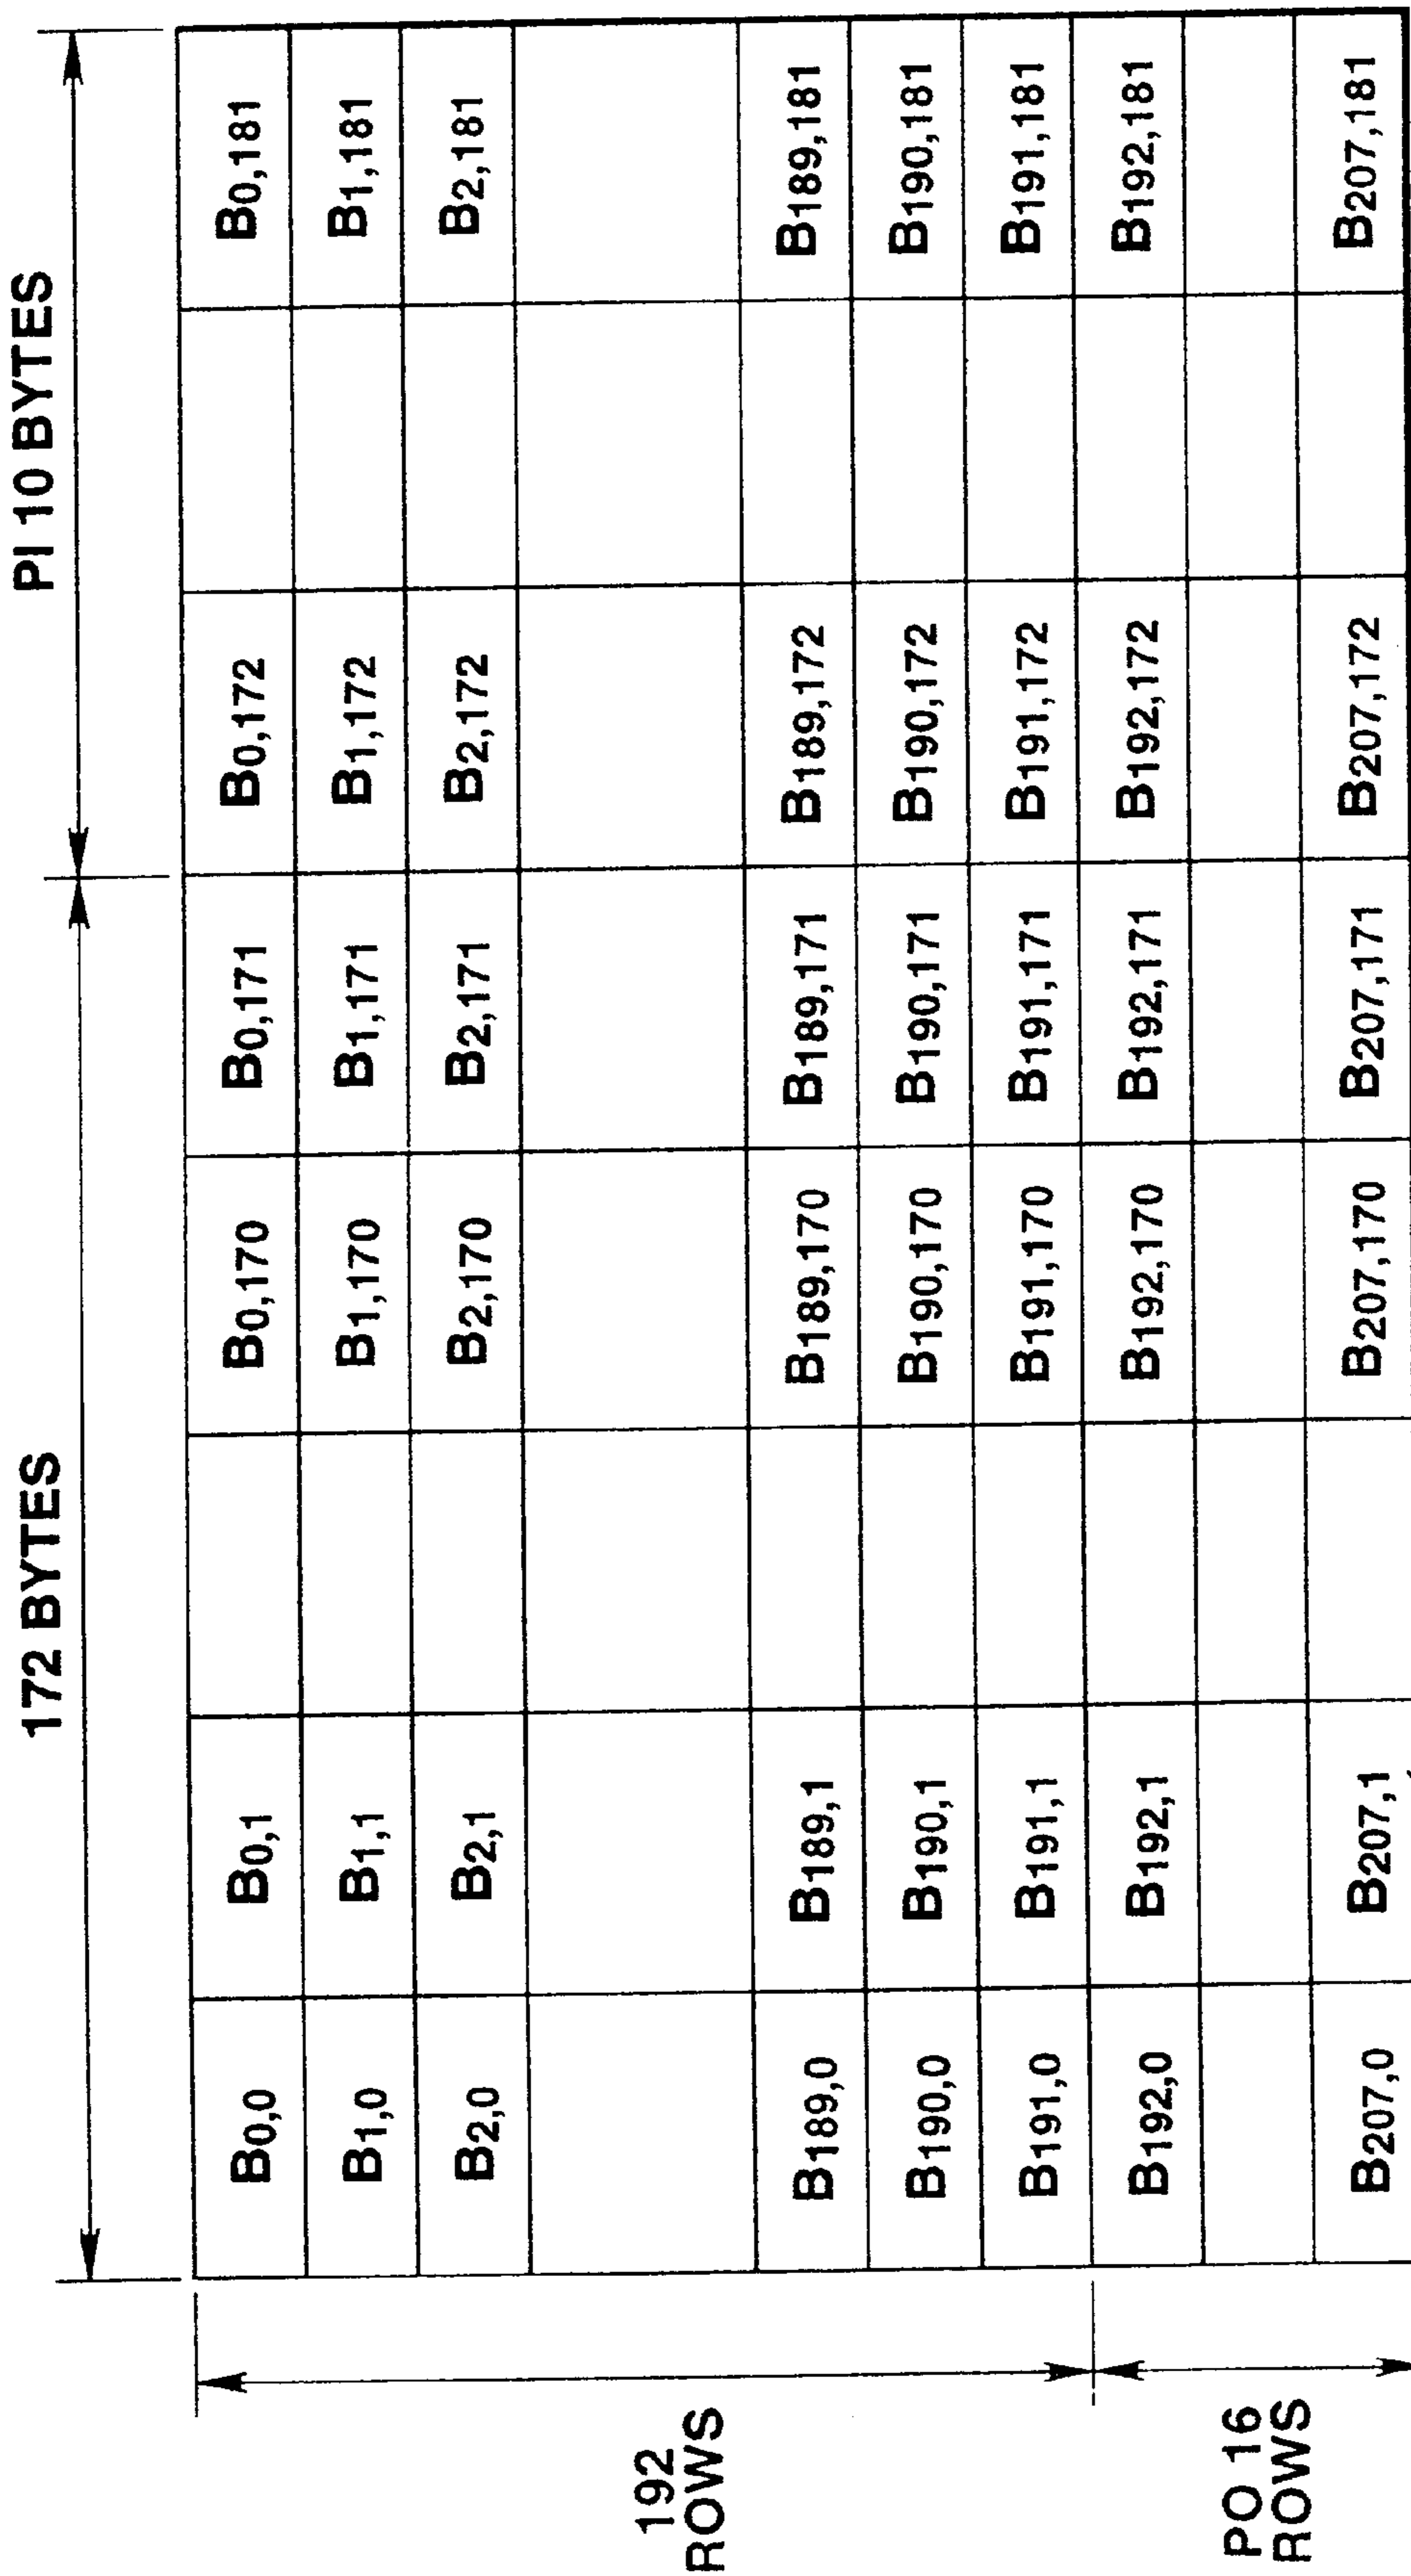 172 BYTES PI 10 BYTES
B0,0 B0,1 B0,170 B0,171 B0,172 B0,181
B1,0 B1,1 B1,170 B1,171 B1,172 B1,181
B2,0 B2,1 B2,170 B2,171 B2,172 B2,181
192
ROWS
B189,0 B189,1 B189,170 B189,171 B189,172 B189,181
B190,0 B190,1 B190,170 B190,171 B190,172 B190,181
B191,0 B191,1 B191,170 B191,171 B191,172 B191,181
B192,0 B192,1 B192,170 B192,171 B192,172 B192,181
PO 16
ROWS
B207,0 B207,1 B207,170 B207,171 B207,172 B207,181